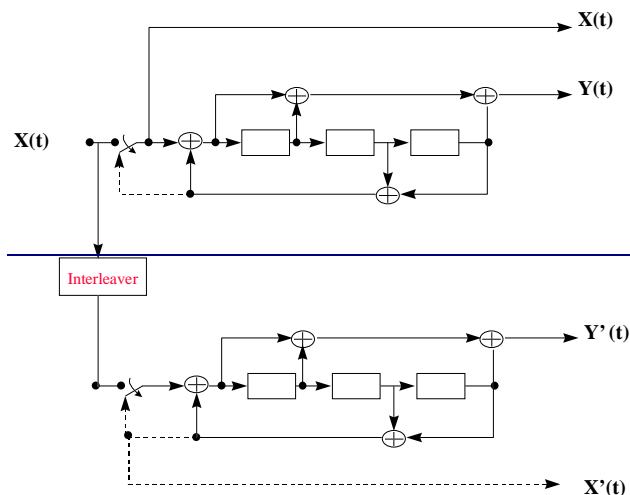 X(t)
Y(t)
X(t)
Interleaver
Y’ (t)
X’(t)